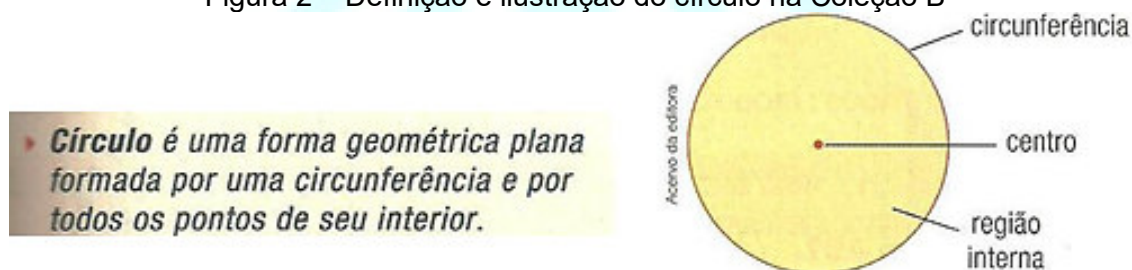 Figura 2 – Definição e ilustração do círculo na Coleção B
Círculo é uma forma geométrica plana
formada por uma circunferência e por
todos os pontos de seu interior.
Acervo da editora
circunferência
centro
região
interna